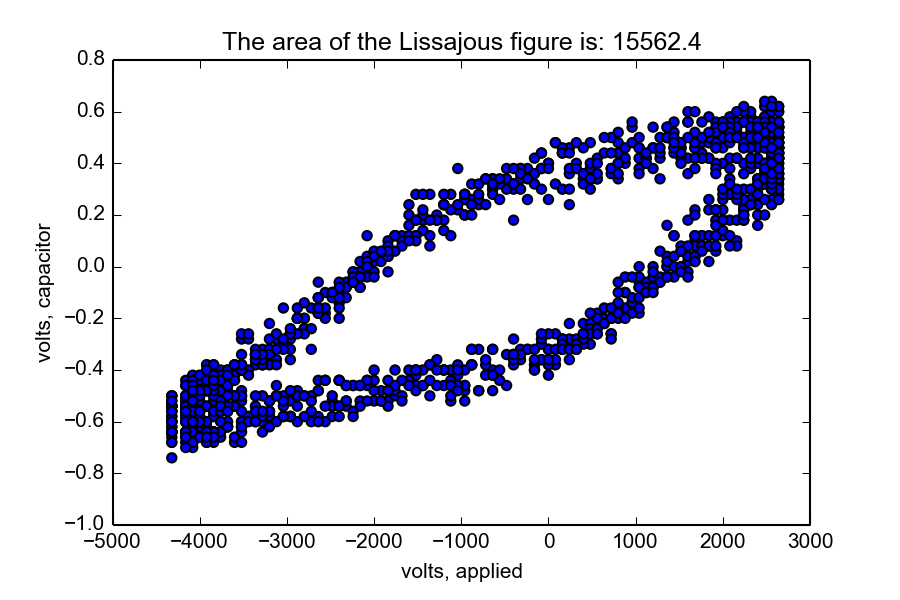 The area of the Lissajous figure is: 15562.4
0.8
0.6
0.4
0.2
0.0
−0.2
−0.4
−0.6
−0.8
−1.0
volts, capacitor
−5000 −4000 −3000 −2000 −1000 0 1000 2000 3000
volts, applied